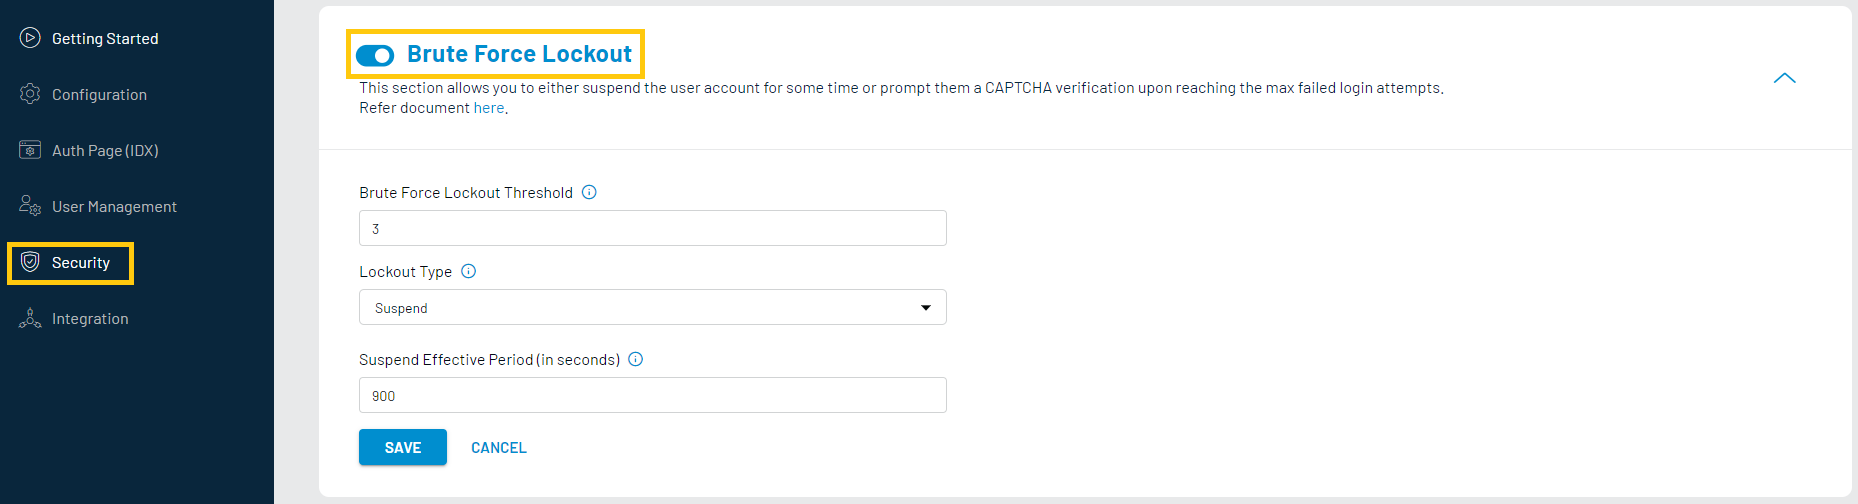 Getting Started
Configuration
Auth Page (IDX)
User Management
Security
Integration
Brute Force Lockout
This section allows you to either suspend the user account for some time or prompt them a CAPTCHA verification upon reaching the max failed login attempts.
Refer document here.
Brute Force Lockout Threshold
3
Lockout Type
Suspend
Suspend Effective Period (in seconds)
900
SAVE CANCEL